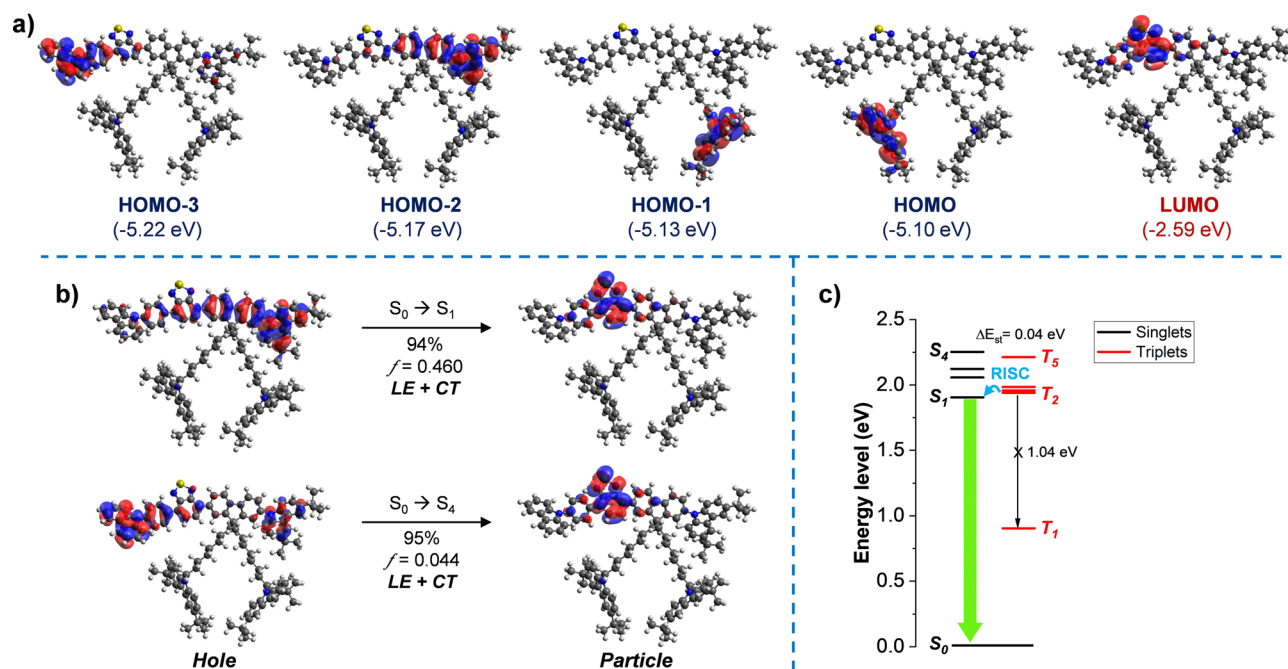 a)
HOMO-3
(-5.22 eV)
HOMO-2
(-5.17 eV)
HOMO-1
(-5.13 eV)
HOMO
(-5.10 eV)
LUMO
(-2.59 eV)
b)
S₀ → S₁
94%
f = 0.460
LE + CT
S₀ → S₄
95%
f = 0.044
LE + CT
Hole
Particle
c)
Energy level (eV)
2.5
2.0
1.5
1.0
0.5
0.0
ΔEst= 0.04 eV
Singlets
Triplets
S₄
T₅
RISC
S₁
T₂
X 1.04 eV
T₁
S₀